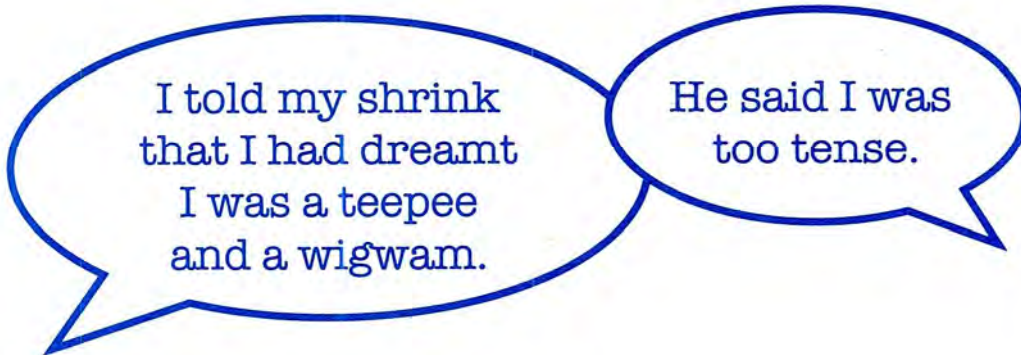 I told my shrink
that I had dreamt
I was a teepee
and a wigwam.
He said I was
too tense.